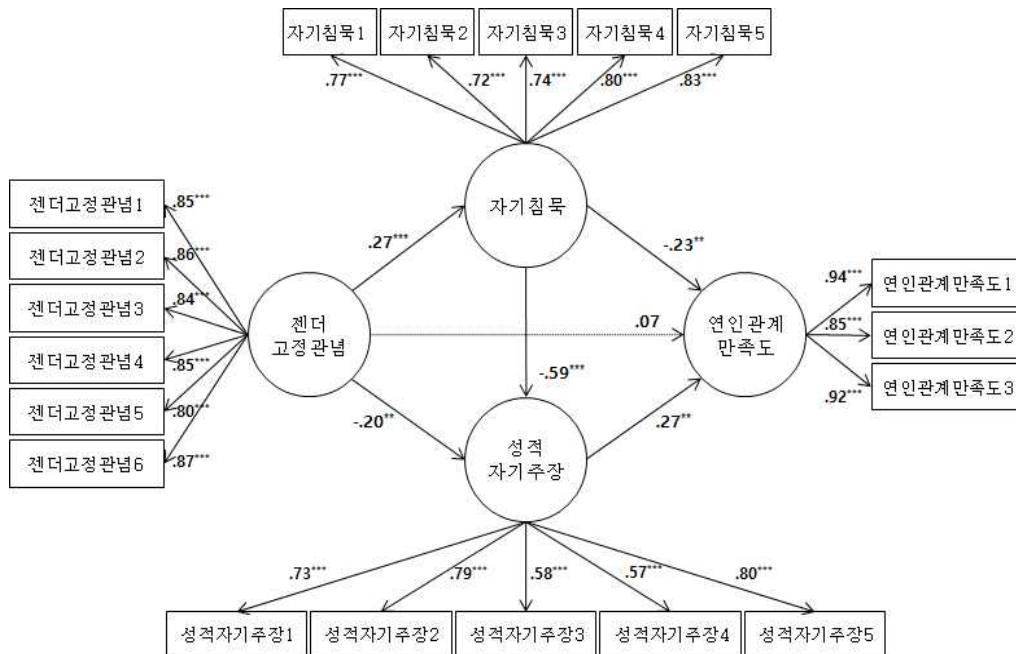 자기침묵1 자기침묵2 자기침묵3 자기침묵4 자기침묵5
.77*** .72*** .74*** .80*** .83***
자기침묵
젠더고정관념1
젠더고정관념2
젠더고정관념3
젠더고정관념4
젠더고정관념5
젠더고정관념6
.85***
.86***
.84***
.85***
.80***
.87***
젠더
고정관념
.27***
-.23**
.07
-.59***
-.20**
.27**
연인관계
만족도
.94***
.85***
.92***
연인관계만족도1
연인관계만족도2
연인관계만족도3
성적
자기주장
.73*** .79*** .58*** .57*** .80***
성적자기주장1 성적자기주장2 성적자기주장3 성적자기주장4 성적자기주장5